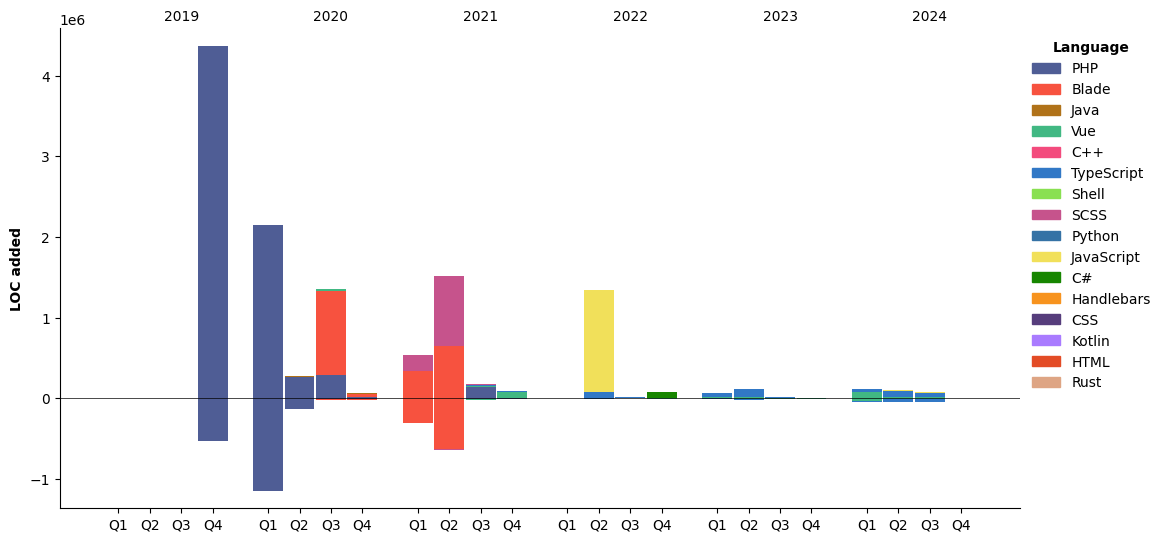 1e6
2019 2020 2021 2022 2023 2024
LOC added
4
3
2
1
0
−1
Q1 Q2 Q3 Q4 Q1 Q2 Q3 Q4 Q1 Q2 Q3 Q4 Q1 Q2 Q3 Q4 Q1 Q2 Q3 Q4 Q1 Q2 Q3 Q4
Language
PHP
Blade
Java
Vue
C++
TypeScript
Shell
SCSS
Python
JavaScript
C#
Handlebars
CSS
Kotlin
HTML
Rust